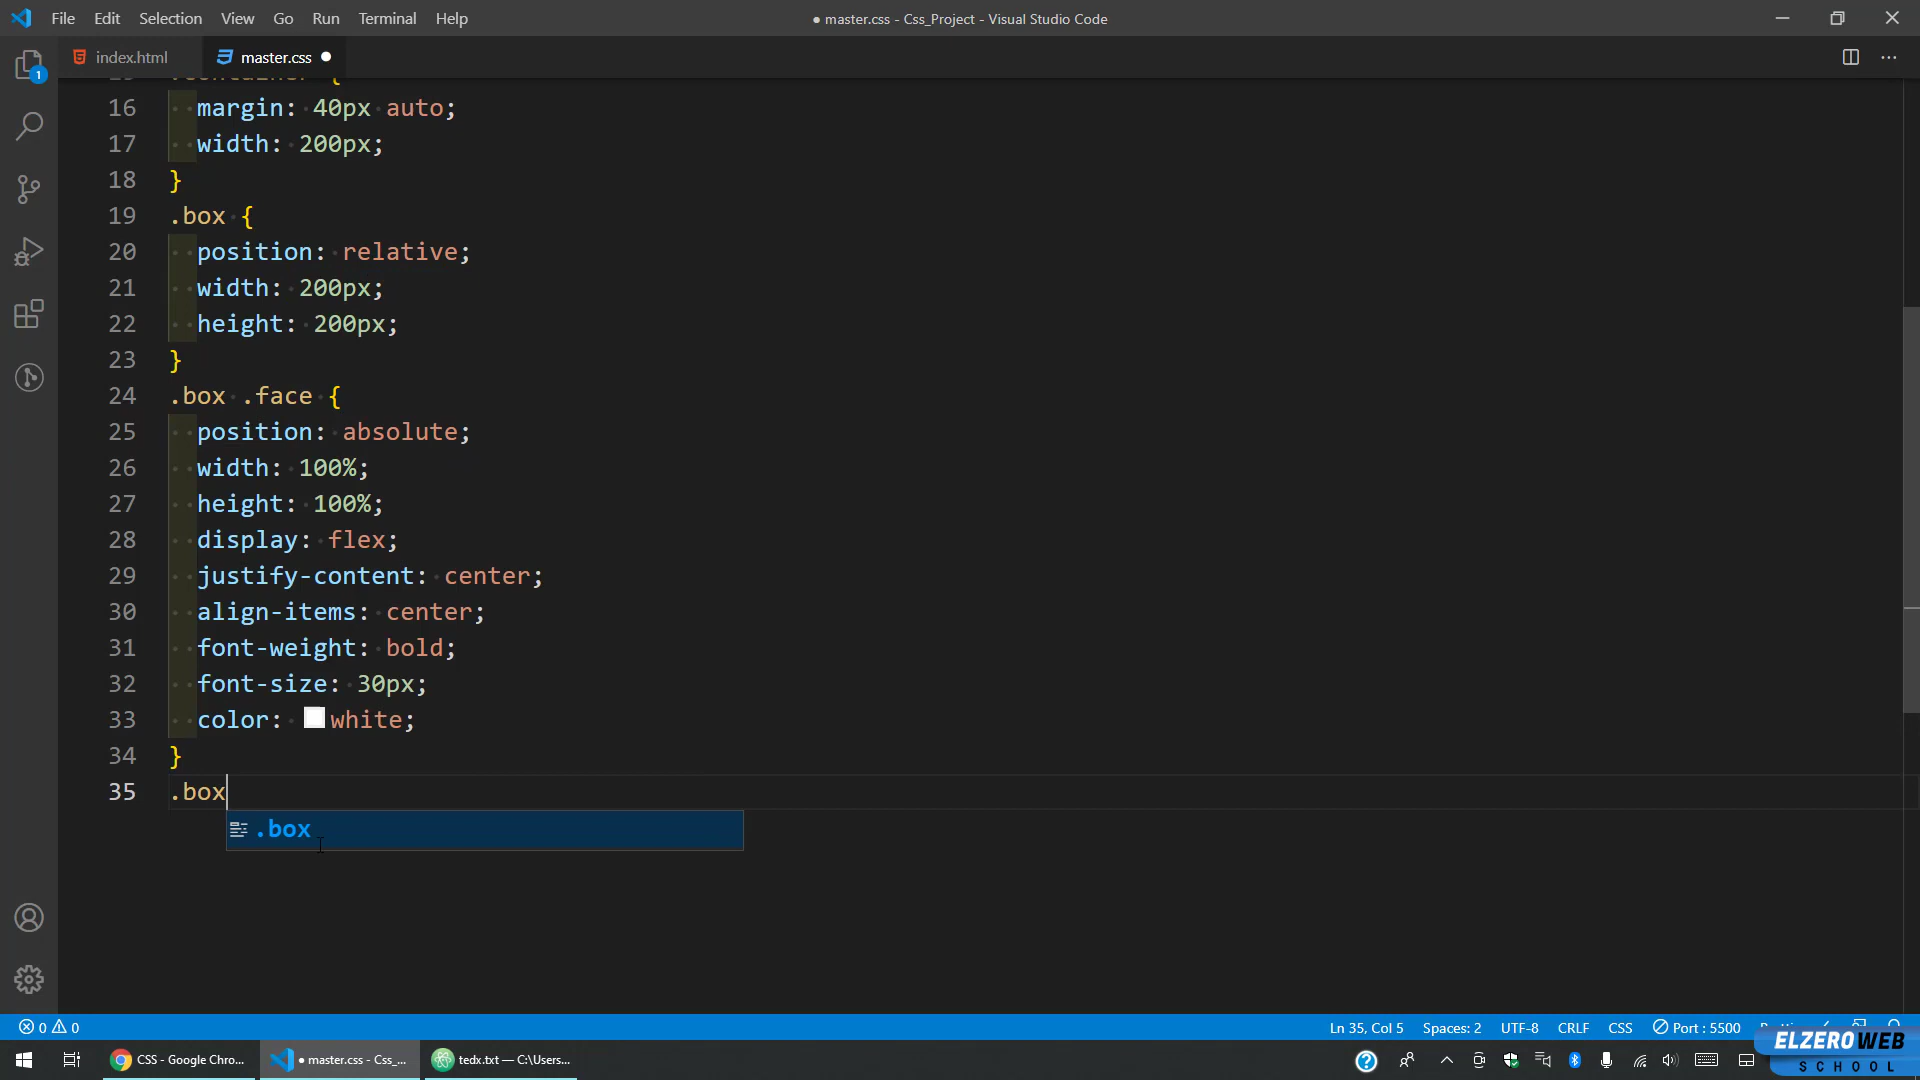 File Edit Selection View Go Run Terminal Help
● master.css - Css_Project - Visual Studio Code
index.html
master.css ●
16 margin: 40px auto;
17 width: 200px;
18 }
19 .box {
20 position: relative;
21 width: 200px;
22 height: 200px;
23 }
24 .box .face {
25 position: absolute;
26 width: 100%;
27 height: 100%;
28 display: flex;
29 justify-content: center;
30 align-items: center;
31 font-weight: bold;
32 font-size: 30px;
33 color: white;
34 }
35 .box
.box
1
0 0
Ln 35, Col 5 Spaces: 2 UTF-8 CRLF CSS Port : 5500
CSS - Google Chro...
● master.css - Css_...
tedx.txt — C:\Users...
ELZEROWEB
SCHOOL